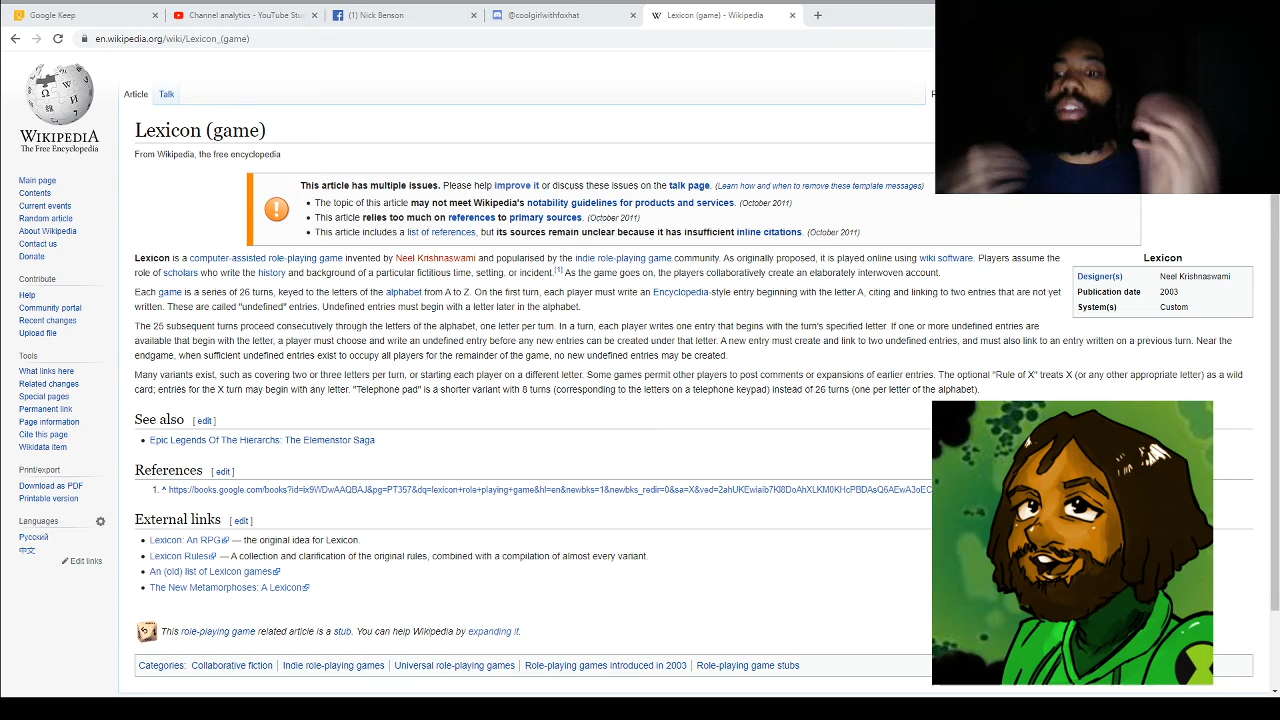 Google Keep
Channel analytics - YouTube Stu
(1) Nick Benson
@coolgirlwithfoxhat
Lexicon (game) - Wikipedia
en.wikipedia.org/wiki/Lexicon_(game)
WIKIPEDIA
The Free Encyclopedia
Main page
Contents
Current events
Random article
About Wikipedia
Contact us
Donate
Contribute
Help
Community portal
Recent changes
Upload file
Tools
What links here
Related changes
Special pages
Permanent link
Page information
Cite this page
Wikidata item
Print/export
Download as PDF
Printable version
Languages
Русский
中文
Edit links
Article Talk
Lexicon (game)
From Wikipedia, the free encyclopedia
This article has multiple issues. Please help improve it or discuss these issues on the talk page. (Learn how and when to remove these template messages)
• The topic of this article may not meet Wikipedia's notability guidelines for products and services. (October 2011)
• This article relies too much on references to primary sources. (October 2011)
• This article includes a list of references, but its sources remain unclear because it has insufficient inline citations. (October 2011)
Lexicon is a computer-assisted role-playing game invented by Neel Krishnaswami and popularised by the indie role-playing game community. As originally proposed, it is played online using wiki software. Players assume the
role of scholars who write the history and background of a particular fictitious time, setting, or incident.[1] As the game goes on, the players collaboratively create an elaborately interwoven account.
Each game is a series of 26 turns, keyed to the letters of the alphabet from A to Z. On the first turn, each player must write an Encyclopedia-style entry beginning with the letter A, citing and linking to two entries that are not yet
written. These are called "undefined" entries. Undefined entries must begin with a letter later in the alphabet.
The 25 subsequent turns proceed consecutively through the letters of the alphabet, one letter per turn. In a turn, each player writes one entry that begins with the turn's specified letter. If one or more undefined entries are
available that begin with the letter, a player must choose and write an undefined entry before any new entries can be created under that letter. A new entry must create and link to two undefined entries, and must also link to an entry written on a previous turn. Near the
endgame, when sufficient undefined entries exist to occupy all players for the remainder of the game, no new undefined entries may be created.
Many variants exist, such as covering two or three letters per turn, or starting each player on a different letter. Some games permit other players to post comments or expansions of earlier entries. The optional "Rule of X" treats X (or any other appropriate letter) as a wild
card; entries for the X turn may begin with any letter. "Telephone pad" is a shorter variant with 8 turns (corresponding to the letters on a telephone keypad) instead of 26 turns (one per letter of the alphabet).
Lexicon
Designer(s) Neel Krishnaswami
Publication date 2003
System(s) Custom
See also [ edit ]
• Epic Legends Of The Hierarchs: The Elemenstor Saga
References [ edit ]
1. ^ https://books.google.com/books?id=ix9WDwAAQBAJ&pg=PT357&dq=lexicon+role+playing+game&hl=en&newbks=1&newbks_redir=0&sa=X&ved=2ahUKEwiaib7Kl8DoAhXLKM0KHcPBDAsQ6AEwA3oEC
External links [ edit ]
• Lexicon: An RPG — the original idea for Lexicon.
• Lexicon Rules — A collection and clarification of the original rules, combined with a compilation of almost every variant.
• An (old) list of Lexicon games
• The New Metamorphoses: A Lexicon
This role-playing game related article is a stub. You can help Wikipedia by expanding it.
Categories: Collaborative fiction | Indie role-playing games | Universal role-playing games | Role-playing games introduced in 2003 | Role-playing game stubs